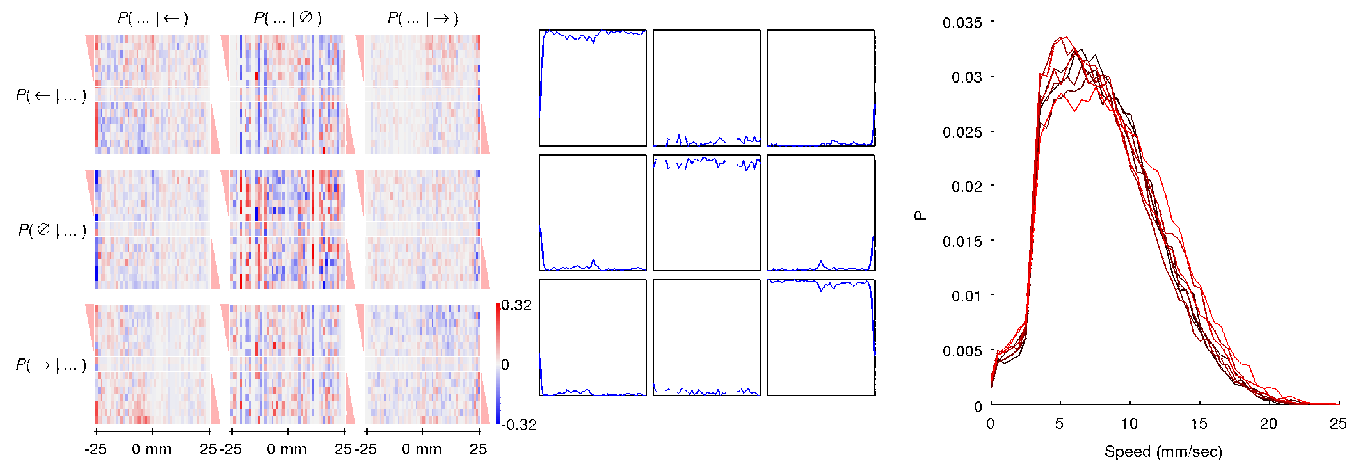 P( ... | ← )
P( ... | ∅ )
P( ... | → )
P( ← | ... )
P( ∅ | ... )
P( → | ... )
0.32
0
-0.32
-25 0 mm 25
-25 0 mm 25
-25 0 mm 25
0.035
0.03
0.025
0.02
0.015
0.01
0.005
0
P
0 5 10 15 20 25
Speed (mm/sec)